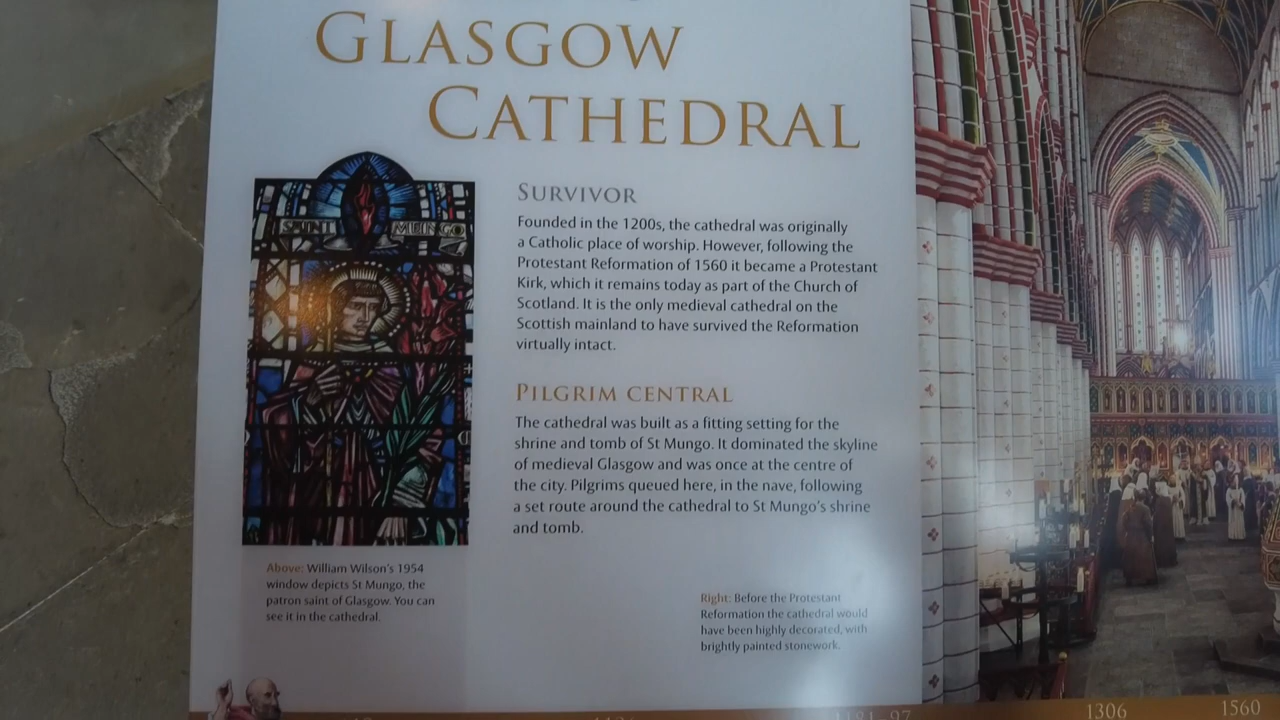 GLASGOW
CATHEDRAL
SAINT MUNGO
SURVIVOR
Founded in the 1200s, the cathedral was originally
a Catholic place of worship. However, following the
Protestant Reformation of 1560 it became a Protestant
Kirk, which it remains today as part of the Church of
Scotland. It is the only medieval cathedral on the
Scottish mainland to have survived the Reformation
virtually intact.
PILGRIM CENTRAL
The cathedral was built as a fitting setting for the
shrine and tomb of St Mungo. It dominated the skyline
of medieval Glasgow and was once at the centre of
the city. Pilgrims queued here, in the nave, following
a set route around the cathedral to St Mungo's shrine
and tomb.
Above: William Wilson's 1954
window depicts St Mungo, the
patron saint of Glasgow. You can
see it in the cathedral.
Right: Before the Protestant
Reformation the cathedral would
have been highly decorated, with
brightly painted stonework.
1181–97 1306 1560